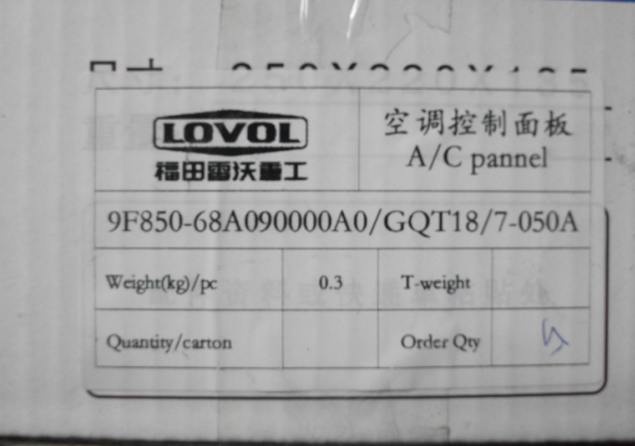 LOVOL
福田雷沃重工
空调控制面板
A/C pannel
9F850-68A090000A0/GQT18/7-050A
Weight(kg)/pc 0.3 T-weight
Quantity/carton Order Qty